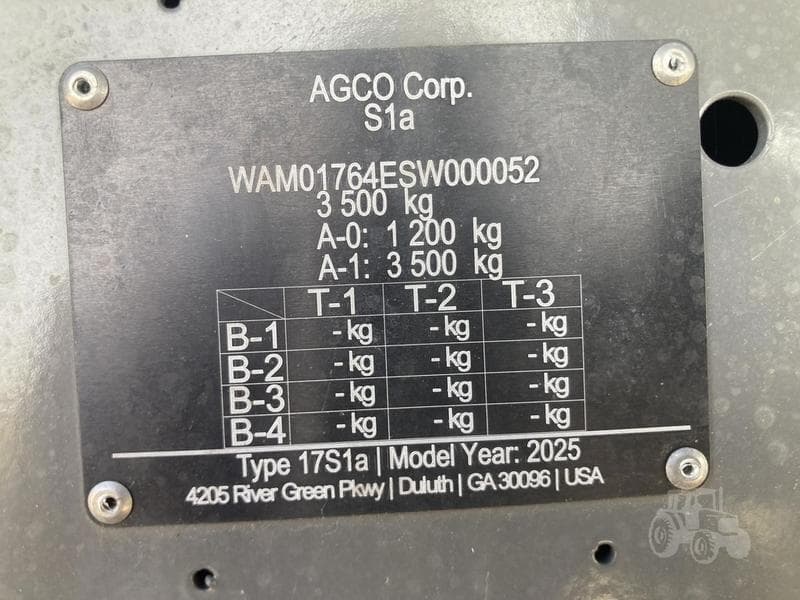 AGCO Corp.
S1a
WAM01764ESW000052
3 500 kg
A-0: 1 200 kg
A-1: 3 500 kg
T-1 T-2 T-3
B-1 - kg - kg - kg
B-2 - kg - kg - kg
B-3 - kg - kg - kg
B-4 - kg - kg - kg
Type 17S1a | Model Year: 2025
4205 River Green Pkwy | Duluth | GA 30096 | USA